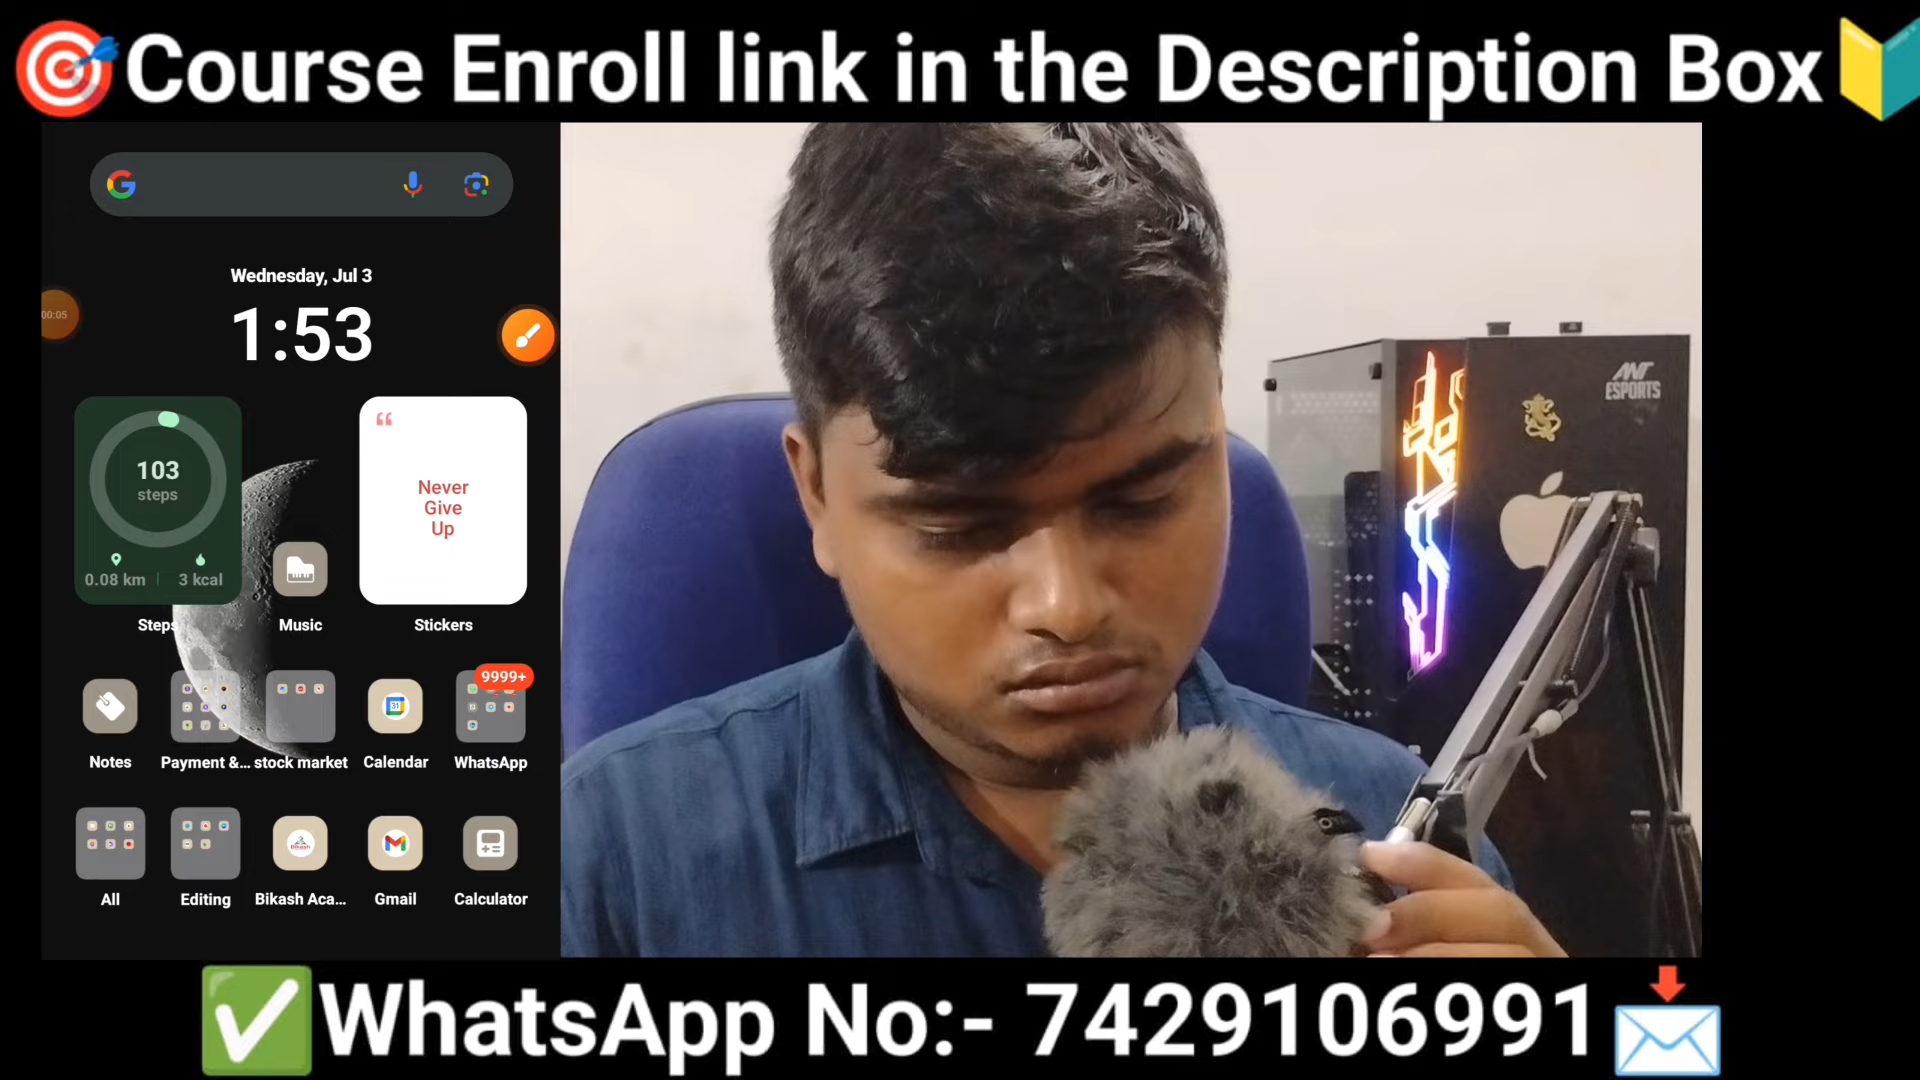 Course Enroll link in the Description Box
Wednesday, Jul 3
1:53
00:05
103
steps
0.08 km
3 kcal
Never
Give
Up
Steps
Music
Stickers
9999+
31
Notes
Payment &...
stock market
Calendar
WhatsApp
All
Editing
Bikash Aca...
Gmail
Calculator
ANT
ESPORTS
WhatsApp No:- 7429106991